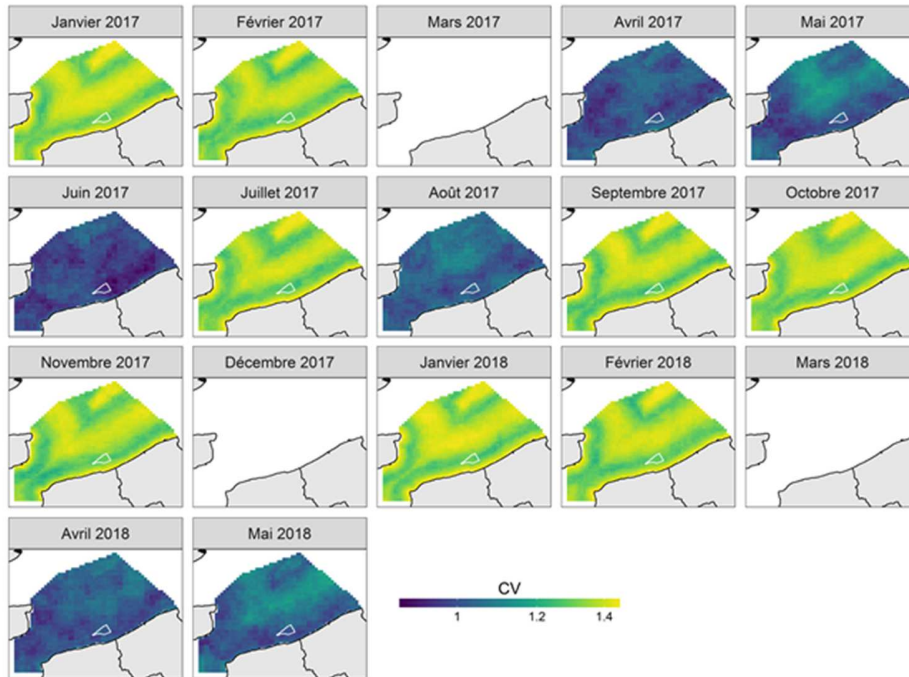 Janvier 2017
Février 2017
Mars 2017
Avril 2017
Mai 2017
Juin 2017
Juillet 2017
Août 2017
Septembre 2017
Octobre 2017
Novembre 2017
Décembre 2017
Janvier 2018
Février 2018
Mars 2018
Avril 2018
Mai 2018
CV
1 1.2 1.4